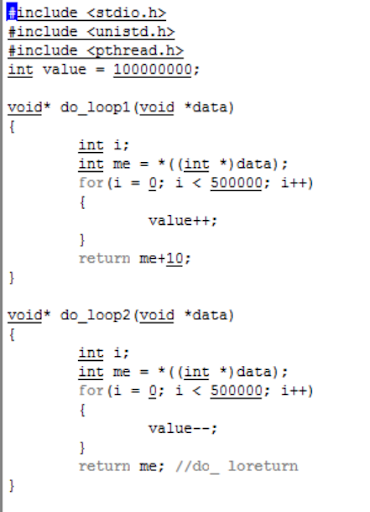 #include <stdio.h>
#include <unistd.h>
#include <pthread.h>
int value = 100000000;
void* do_loop1(void *data)
{
int i;
int me = *((int *)data);
for(i = 0; i < 500000; i++)
{
value++;
}
return me+10;
}
void* do_loop2(void *data)
{
int i;
int me = *((int *)data);
for(i = 0; i < 500000; i++)
{
value--;
}
return me; //do_ loreturn
}